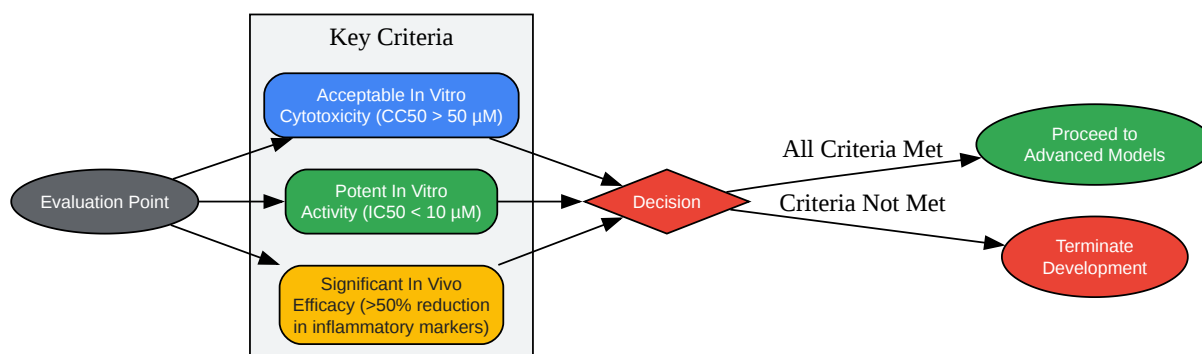 Key Criteria
Acceptable In Vitro
Cytotoxicity (CC50 > 50 µM)
Evaluation Point
Potent In Vitro
Activity (IC50 < 10 µM)
Significant In Vivo
Efficacy (>50% reduction
in inflammatory markers)
Decision
All Criteria Met
Criteria Not Met
Proceed to
Advanced Models
Terminate
Development